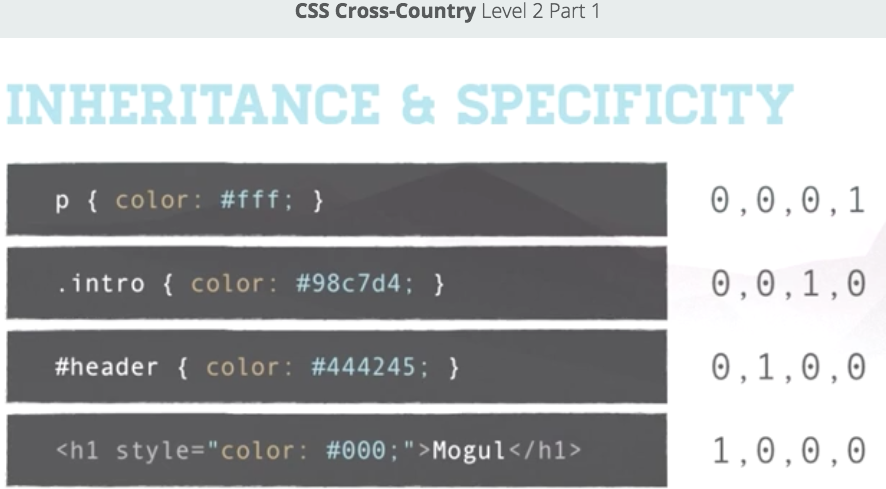 CSS Cross-Country Level 2 Part 1
INHERITANCE & SPECIFICITY
p { color: #fff; } 0,0,0,1
.intro { color: #98c7d4; } 0,0,1,0
#header { color: #444245; } 0,1,0,0
<h1 style="color: #000;">Mogul</h1> 1,0,0,0